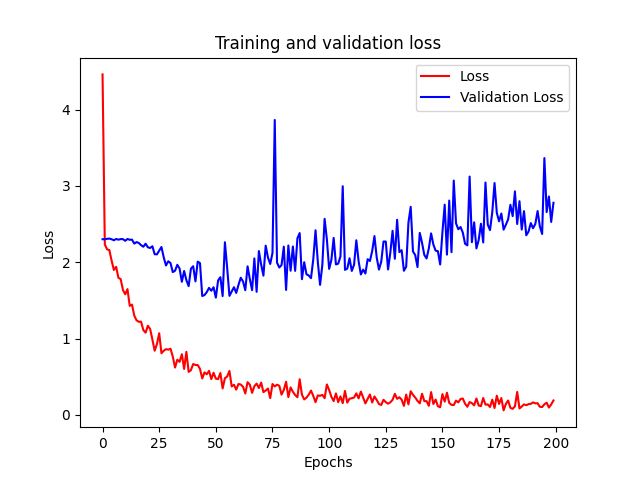 Training and validation loss
Loss
Validation Loss
Loss
4
3
2
1
0
0 25 50 75 100 125 150 175 200
Epochs